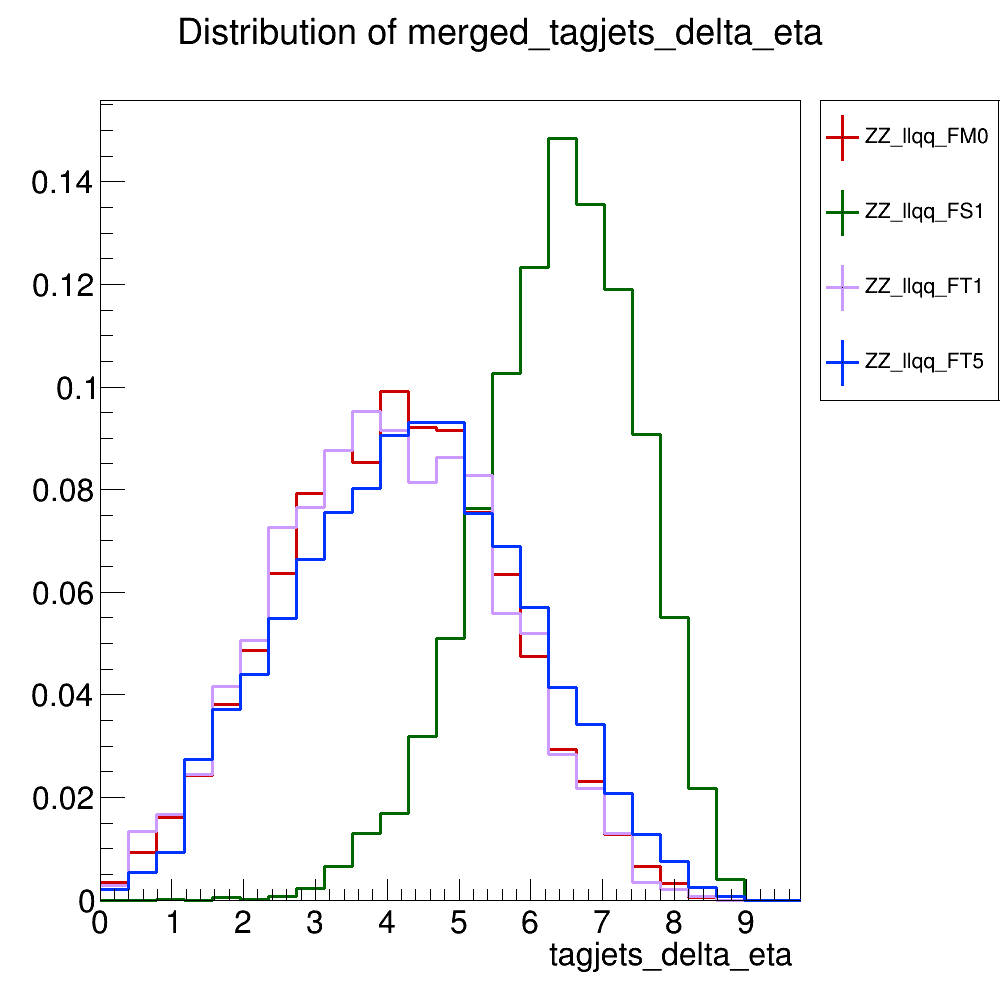 Distribution of merged_tagjets_delta_eta
ZZ_llqq_FM0
ZZ_llqq_FS1
ZZ_llqq_FT1
ZZ_llqq_FT5
0.14
0.12
0.1
0.08
0.06
0.04
0.02
0
0 1 2 3 4 5 6 7 8 9
tagjets_delta_eta